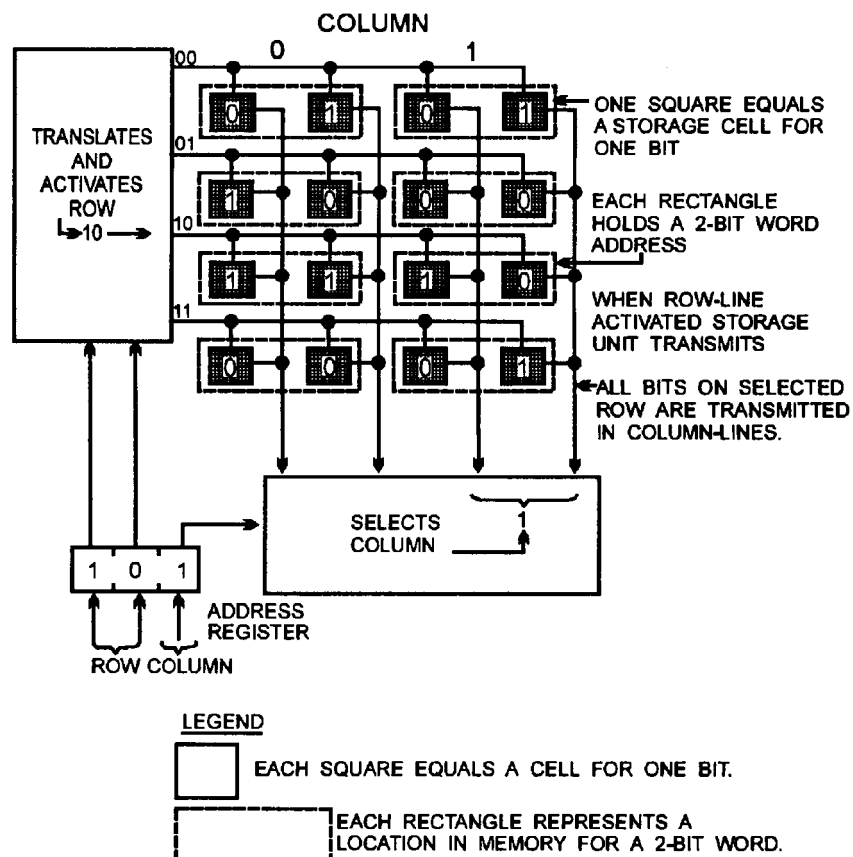 COLUMN
0 1
00
0 1 0 1
ONE SQUARE EQUALS
A STORAGE CELL FOR
ONE BIT
TRANSLATES
AND
ACTIVATES
ROW
10
01
1 0 0 0
EACH RECTANGLE
HOLDS A 2-BIT WORD
ADDRESS
10
1 1 1 0
WHEN ROW-LINE
ACTIVATED STORAGE
UNIT TRANSMITS
11
0 0 0 1
ALL BITS ON SELECTED
ROW ARE TRANSMITTED
IN COLUMN-LINES.
SELECTS
COLUMN
1
1 0 1
ADDRESS
REGISTER
ROW COLUMN
LEGEND
EACH SQUARE EQUALS A CELL FOR ONE BIT.
EACH RECTANGLE REPRESENTS A
LOCATION IN MEMORY FOR A 2-BIT WORD.